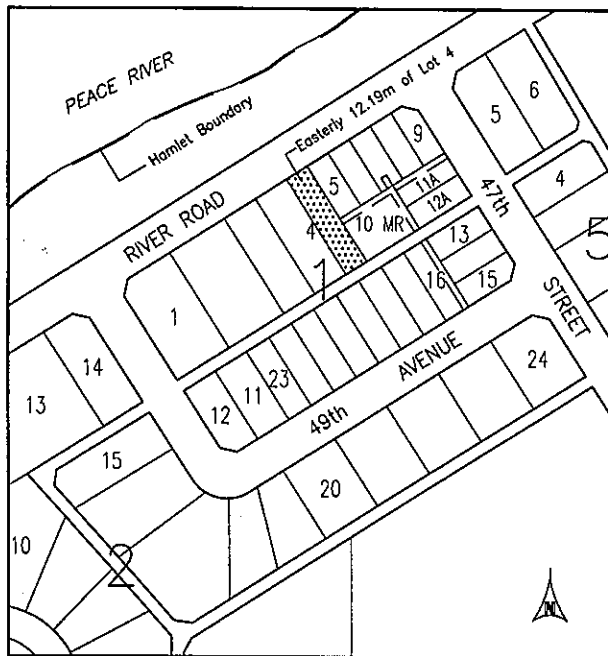 PEACE RIVER
Hamlet Boundary
Easterly 12.19m of Lot 4
RIVER ROAD
5
6
9
5
4
11A
12A
47th
STREET
4
10 MR
5
13
1
7
16
15
1
14
13
12
11
23
49th
AVENUE
24
15
20
10
2
N